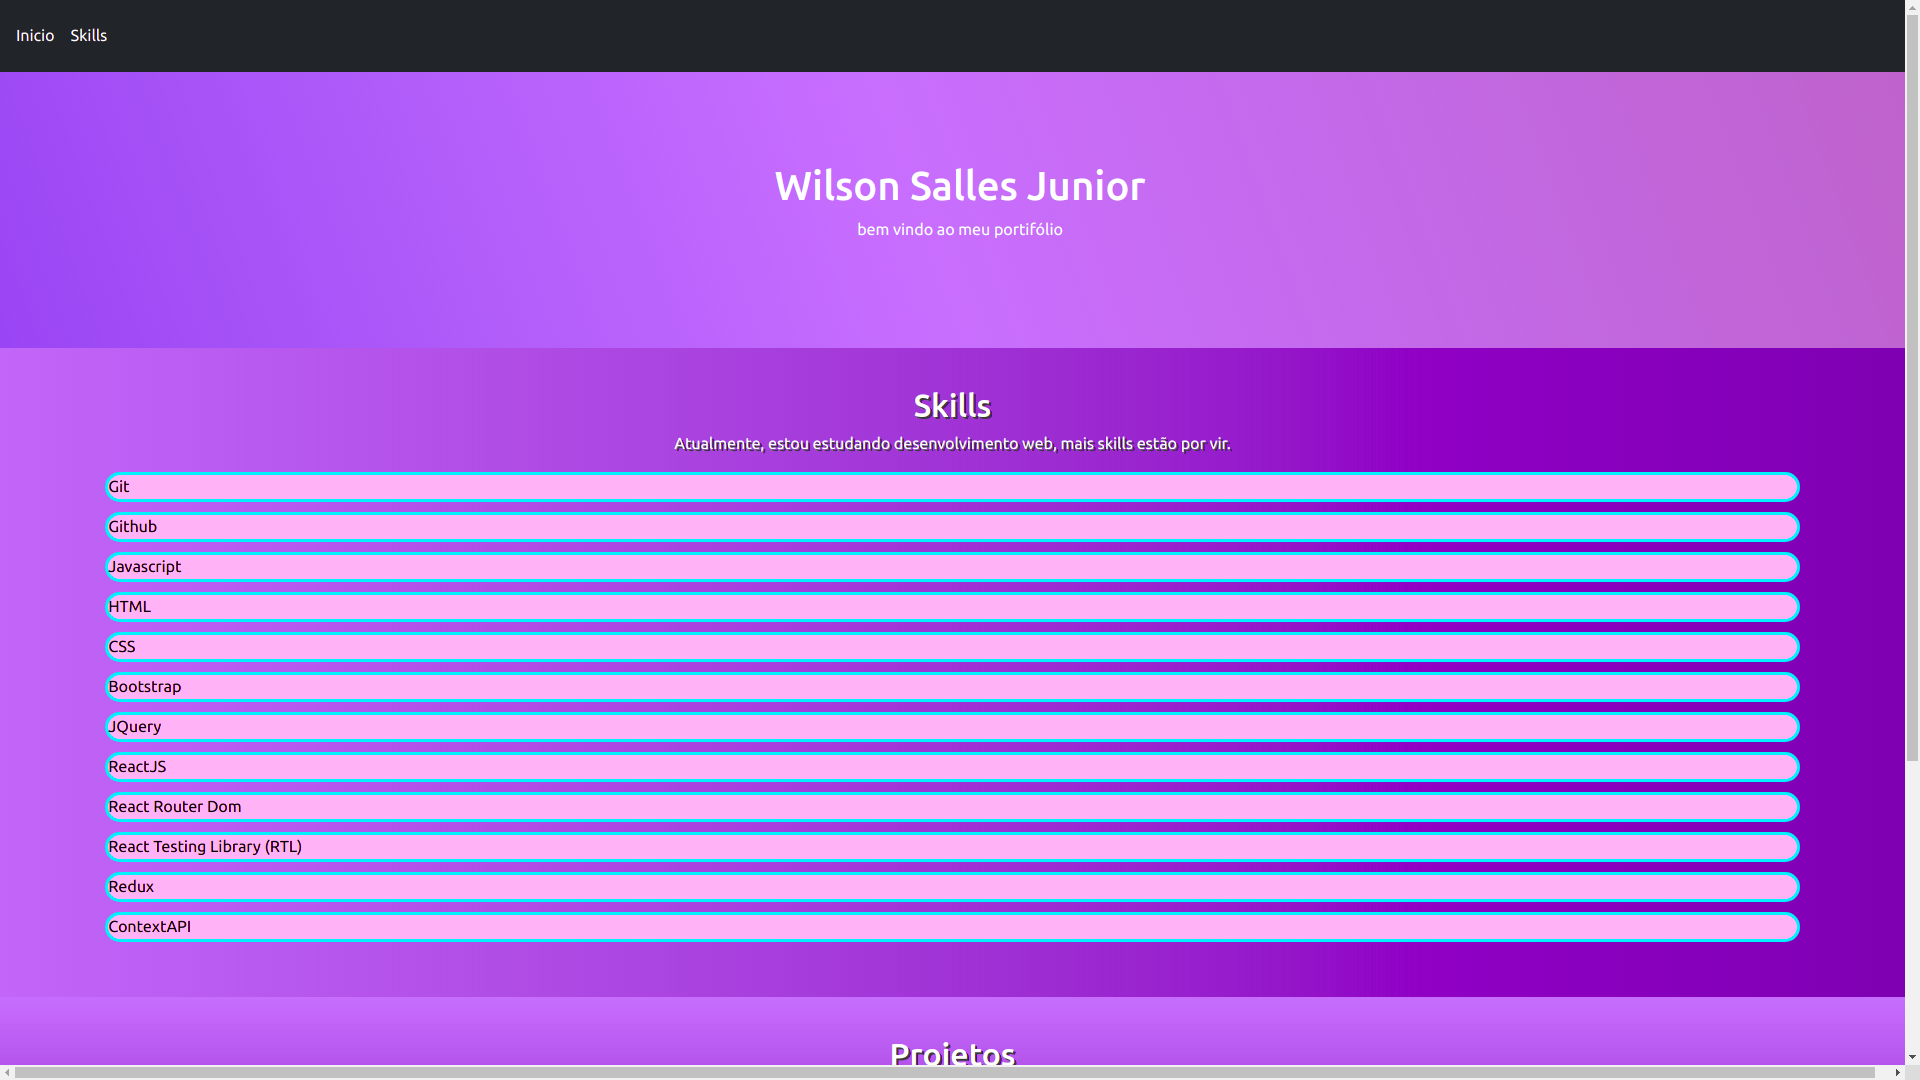 Inicio Skills
Wilson Salles Junior
bem vindo ao meu portifólio
Skills
Atualmente, estou estudando desenvolvimento web, mais skills estão por vir.
Git
Github
Javascript
HTML
CSS
Bootstrap
JQuery
ReactJS
React Router Dom
React Testing Library (RTL)
Redux
ContextAPI
Projetos